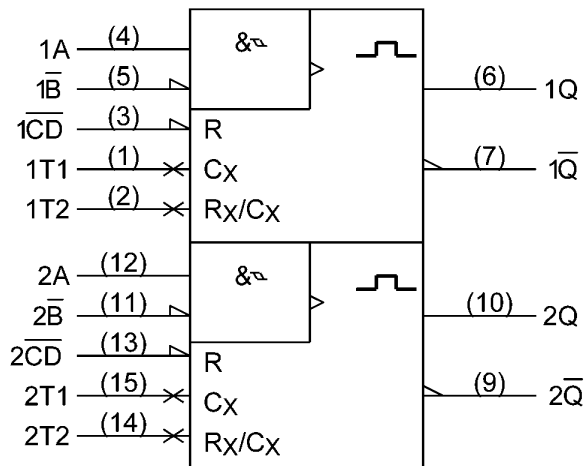 1A (4) &
1B̅ (5) (6) 1Q
1C̅D̅ (3) R
1T1 (1) CX (7) 1Q̅
1T2 (2) RX/CX
2A (12) &
2B̅ (11) (10) 2Q
2C̅D̅ (13) R
2T1 (15) CX (9) 2Q̅
2T2 (14) RX/CX